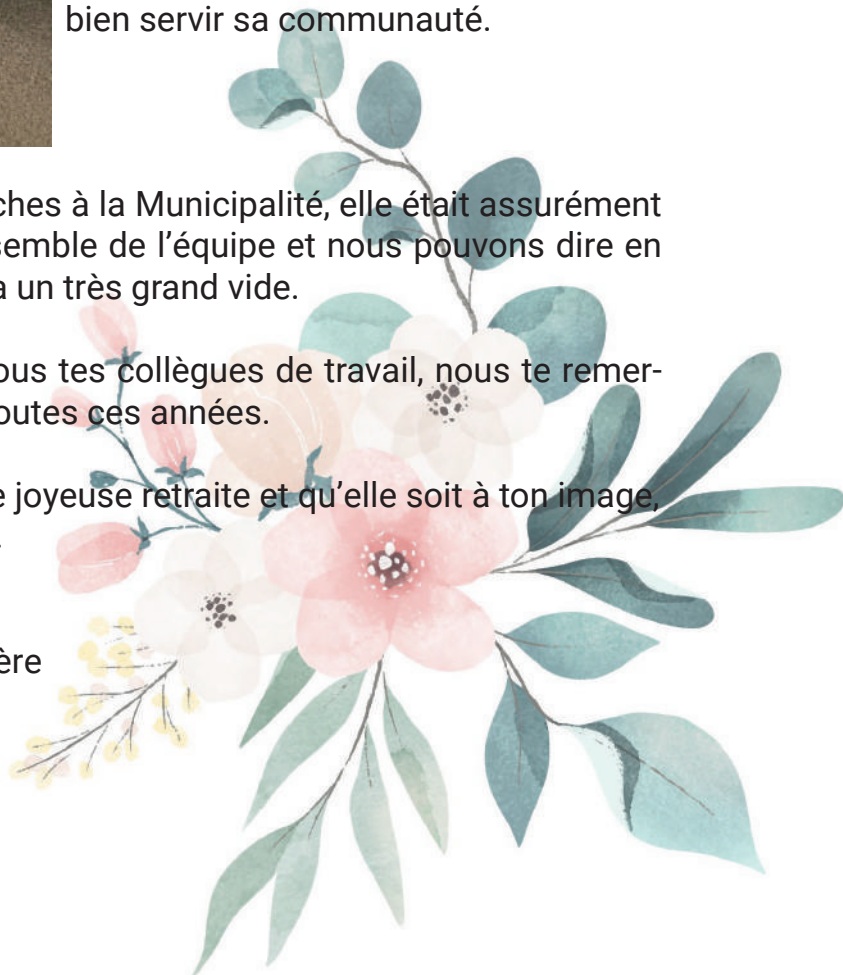 bien servir sa communauté.
ches à la Municipalité, elle était assurément
semble de l’équipe et nous pouvons dire en
a un très grand vide.
ous tes collègues de travail, nous te remer-
outes ces années.
e joyeuse retraite et qu’elle soit à ton image,
.
ère